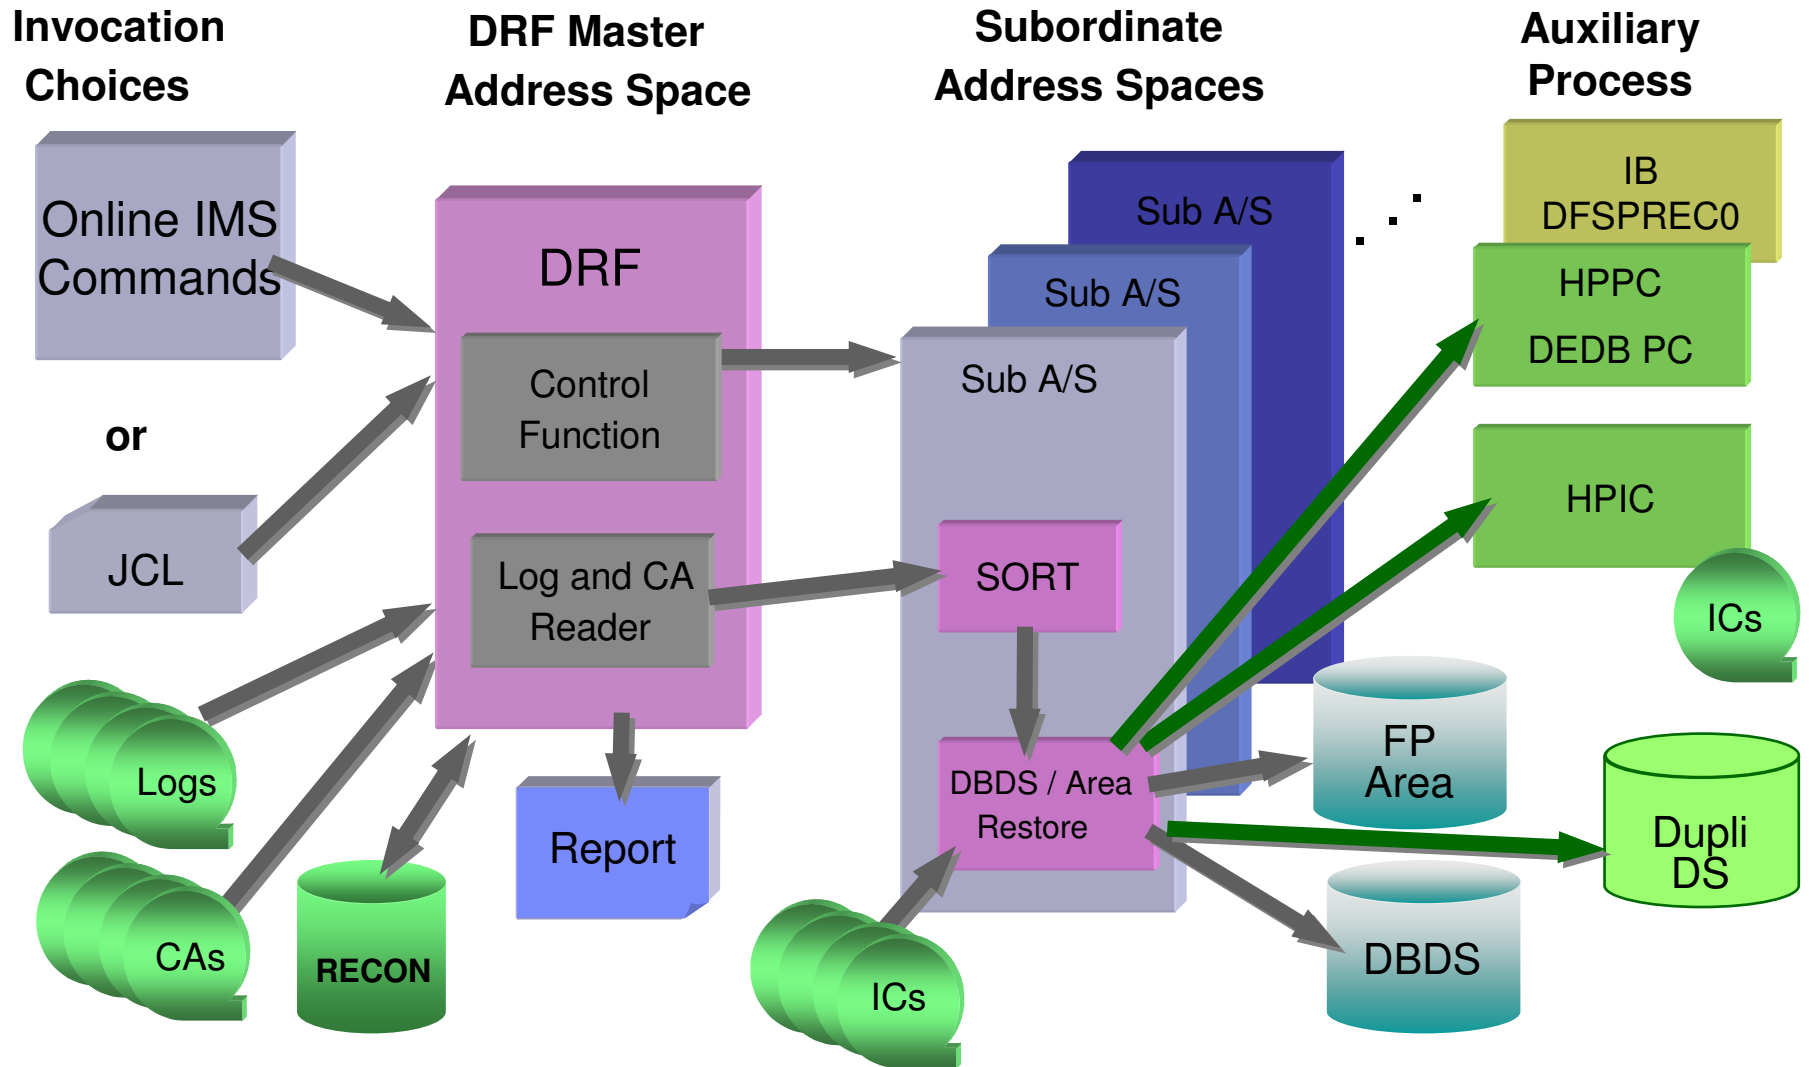 Invocation
Choices
DRF Master
Address Space
Subordinate
Address Spaces
Auxiliary
Process
Online IMS
Commands
or
JCL
Logs
CAs
RECON
DRF
Control
Function
Log and CA
Reader
Report
Sub A/S
Sub A/S
Sub A/S
SORT
DBDS / Area
Restore
ICs
IB
DFSPREC0
HPPC
DEDB PC
HPIC
ICs
FP
Area
Dupli
DS
DBDS